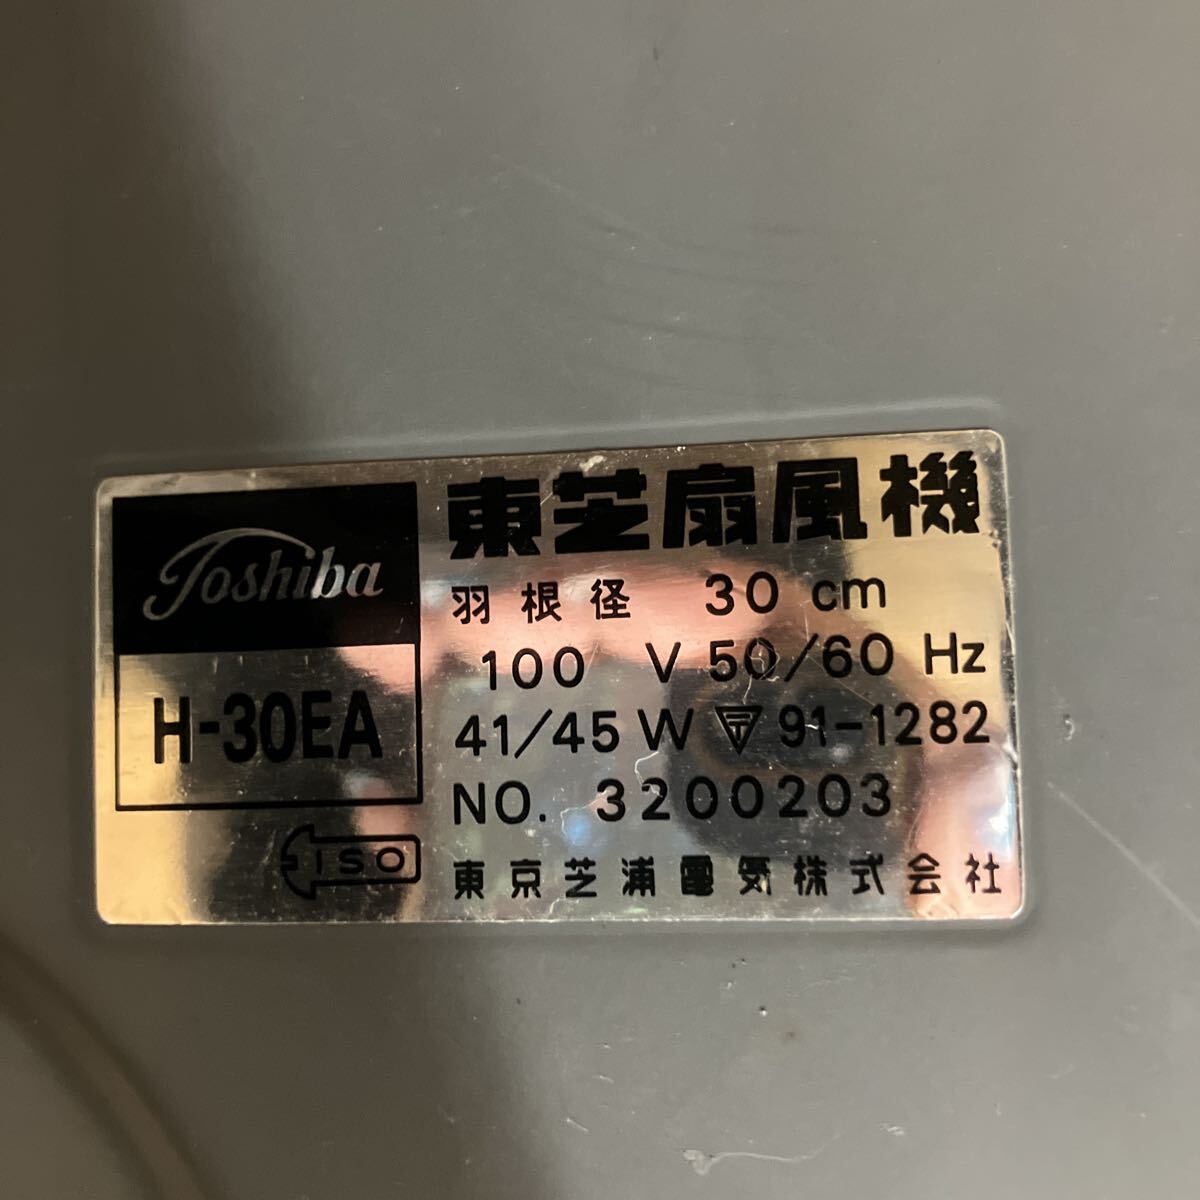 Toshiba
H-30EA
ISO
東芝扇風機
羽根径 30 cm
100 V 50/60 Hz
41/45 W 〒 91-1282
NO. 3200203
東京芝浦電気株式会社